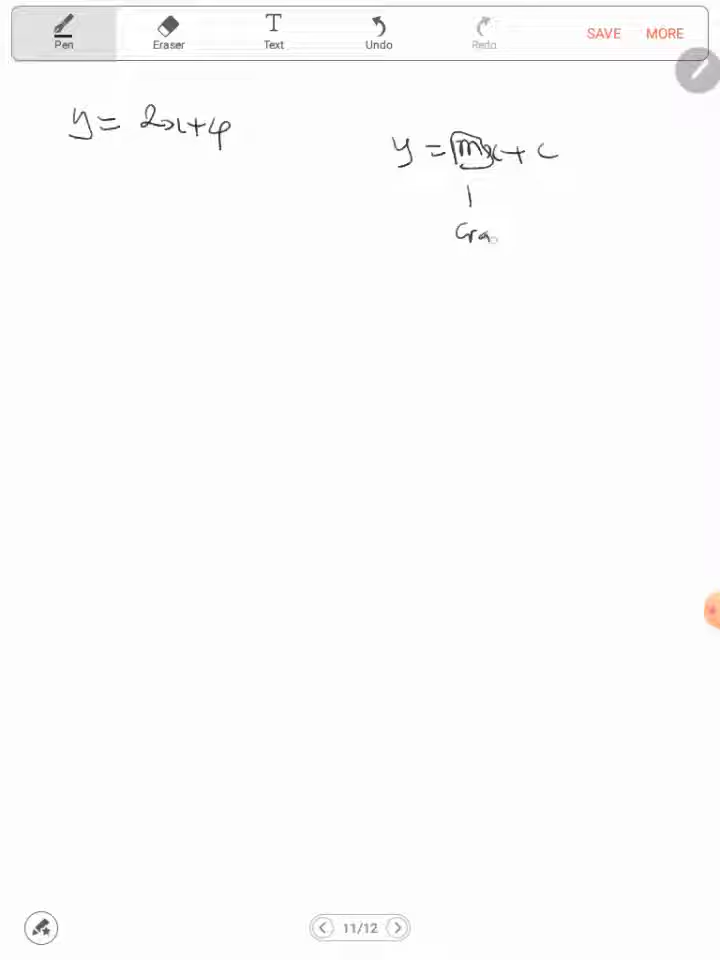 Pen Eraser Text Undo Redo SAVE MORE
y = 2x+4
y = mx + c
Gra
11/12